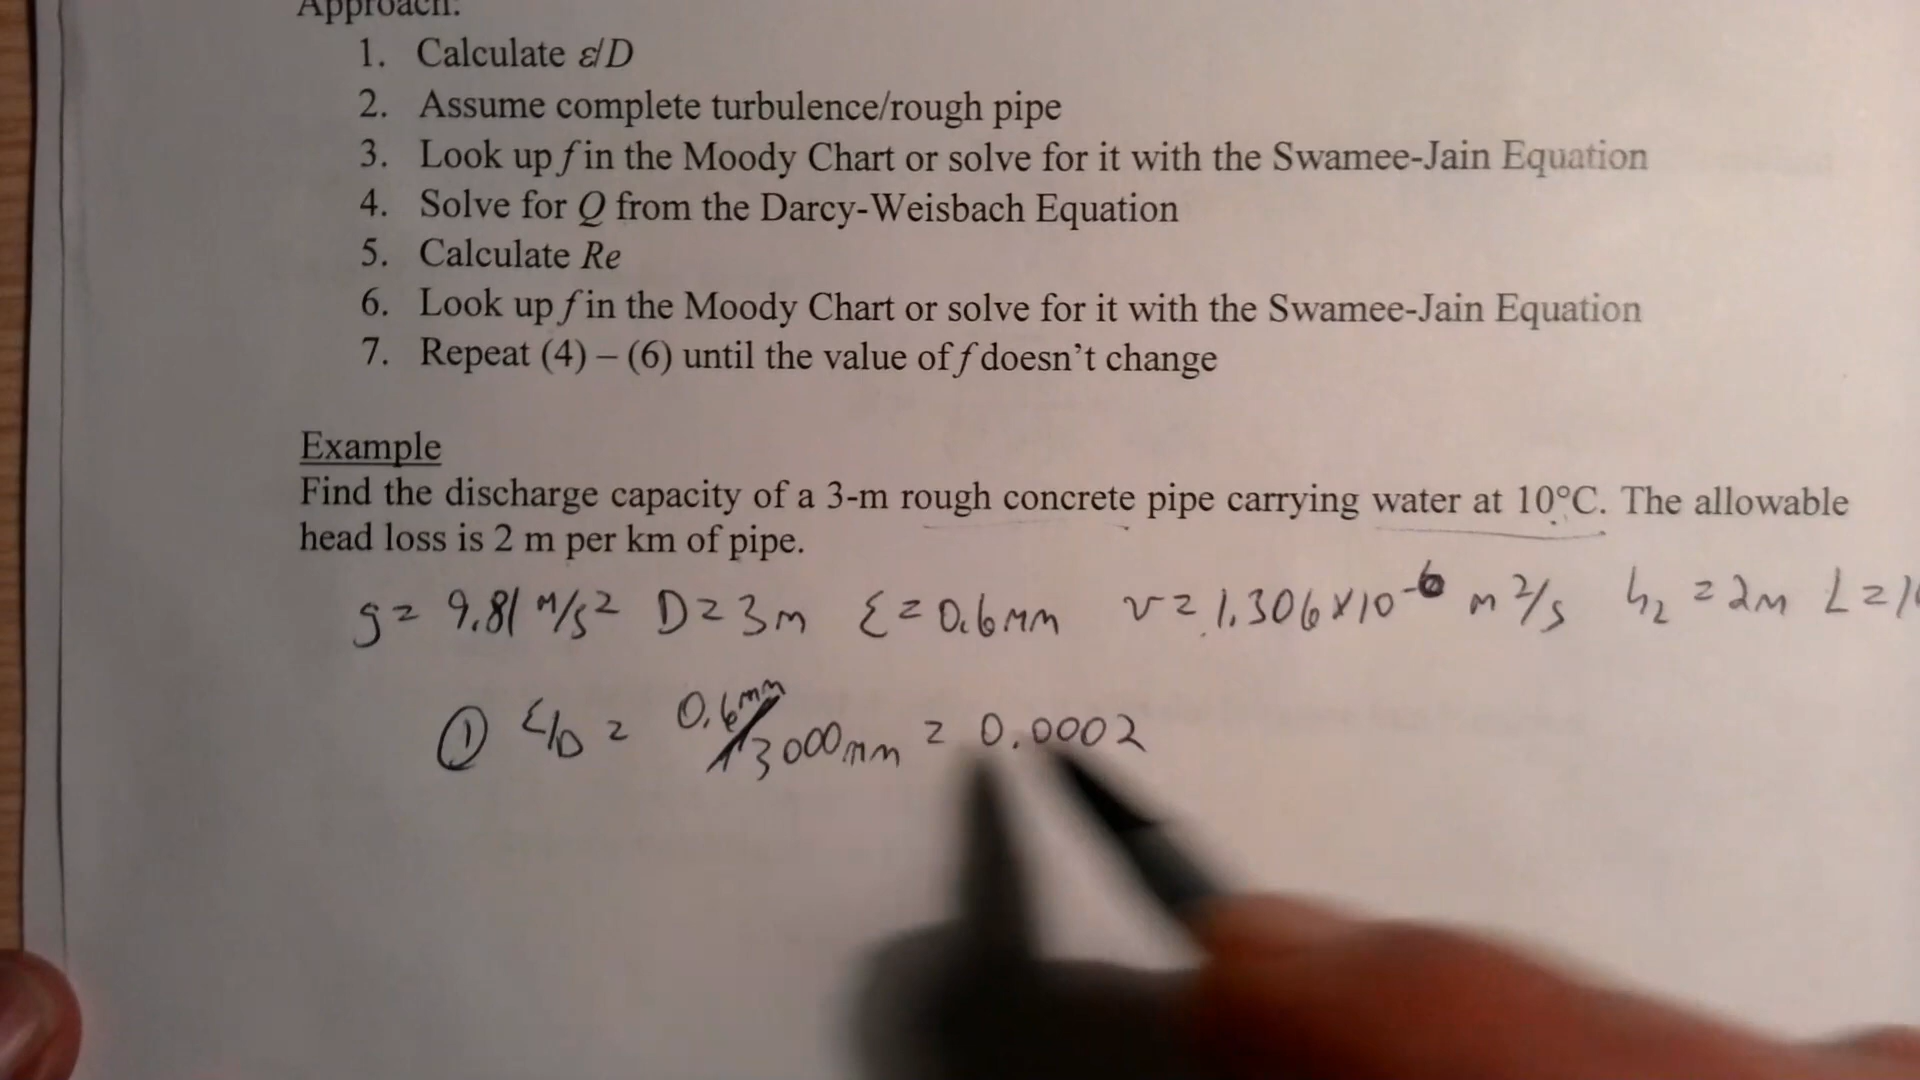 Approach:
1. Calculate ε/D
2. Assume complete turbulence/rough pipe
3. Look up f in the Moody Chart or solve for it with the Swamee-Jain Equation
4. Solve for Q from the Darcy-Weisbach Equation
5. Calculate Re
6. Look up f in the Moody Chart or solve for it with the Swamee-Jain Equation
7. Repeat (4) – (6) until the value of f doesn't change
Example
Find the discharge capacity of a 3-m rough concrete pipe carrying water at 10°C. The allowable
head loss is 2 m per km of pipe.
g = 9.81 m/s² D = 3m ε = 0.6mm ν = 1.306×10⁻⁶ m²/s h_L = 2m L =
① ε/D = 0.6mm/3000mm = 0.0002